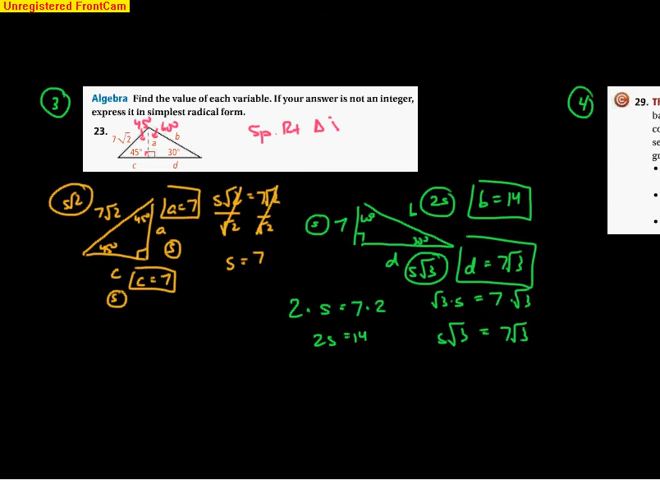 Unregistered FrontCam
3
Algebra Find the value of each variable. If your answer is not an integer,
express it in simplest radical form.
23.
45° 60°
7√2 b
a
45° 30°
c d
Sp. Rt Δ
4
29.
s√2
7√2
45°
a=7
a
s
45°
c
c=7
s
s√2 = 7√2
√2 √2
s = 7
s
7
60°
b
2s
b = 14
30°
d
s√3
d = 7√3
2 · s = 7 · 2
2s = 14
√3·s = 7·√3
s√3 = 7√3